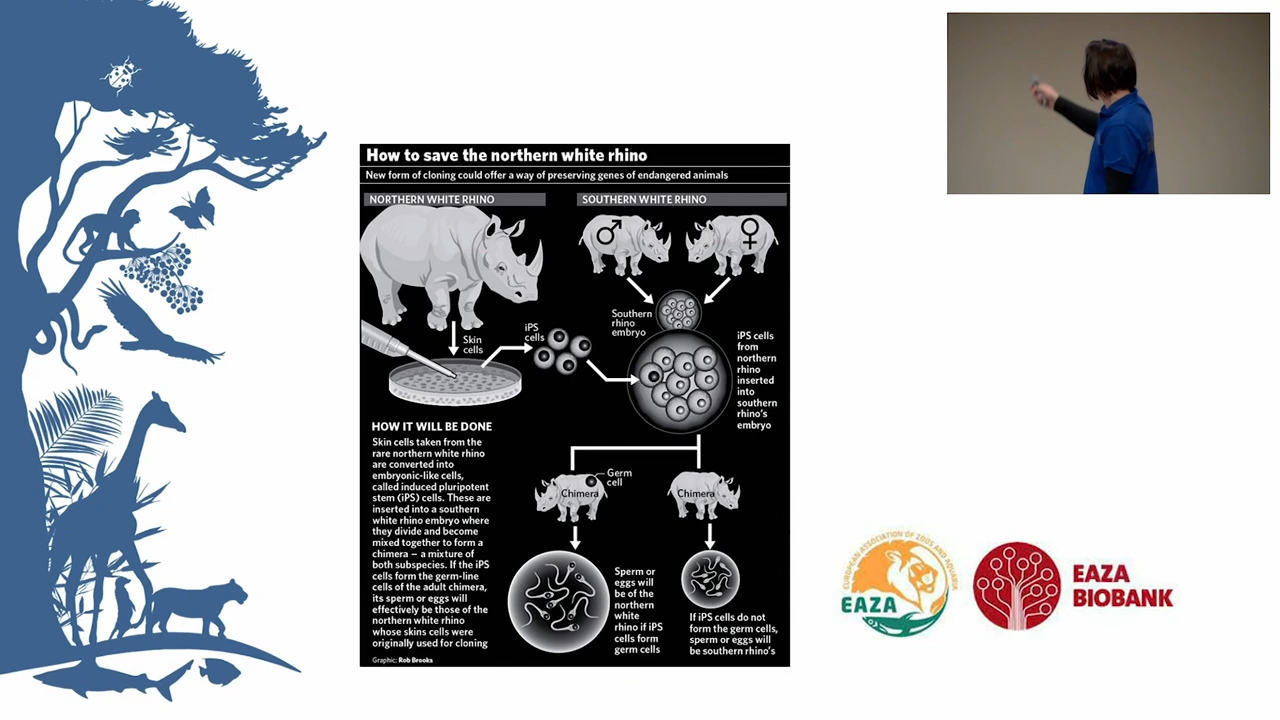 How to save the northern white rhino
New form of cloning could offer a way of preserving genes of endangered animals
NORTHERN WHITE RHINO
SOUTHERN WHITE RHINO
Skin
cells
iPS
cells
Southern
rhino
embryo
iPS cells
from
northern
rhino
inserted
into
southern
rhino's
embryo
HOW IT WILL BE DONE
Skin cells taken from the
rare northern white rhino
are converted into
embryonic-like cells,
called induced pluripotent
stem (iPS) cells. These are
inserted into a southern
white rhino embryo where
they divide and become
mixed together to form a
chimera – a mixture of
both subspecies. If the iPS
cells form the germ-line
cells of the adult chimera,
its sperm or eggs will
effectively be those of the
northern white rhino
whose skins cells were
originally used for cloning
Graphic: Rob Brooks
Germ
cell
Chimera
Chimera
Sperm or
eggs will
be of the
northern
white
rhino if iPS
cells form
germ cells
If iPS cells do not
form the germ cells,
sperm or eggs will
be southern rhino's
EUROPEAN ASSOCIATION OF ZOOS AND AQUARIA
EAZA
EAZA
BIOBANK